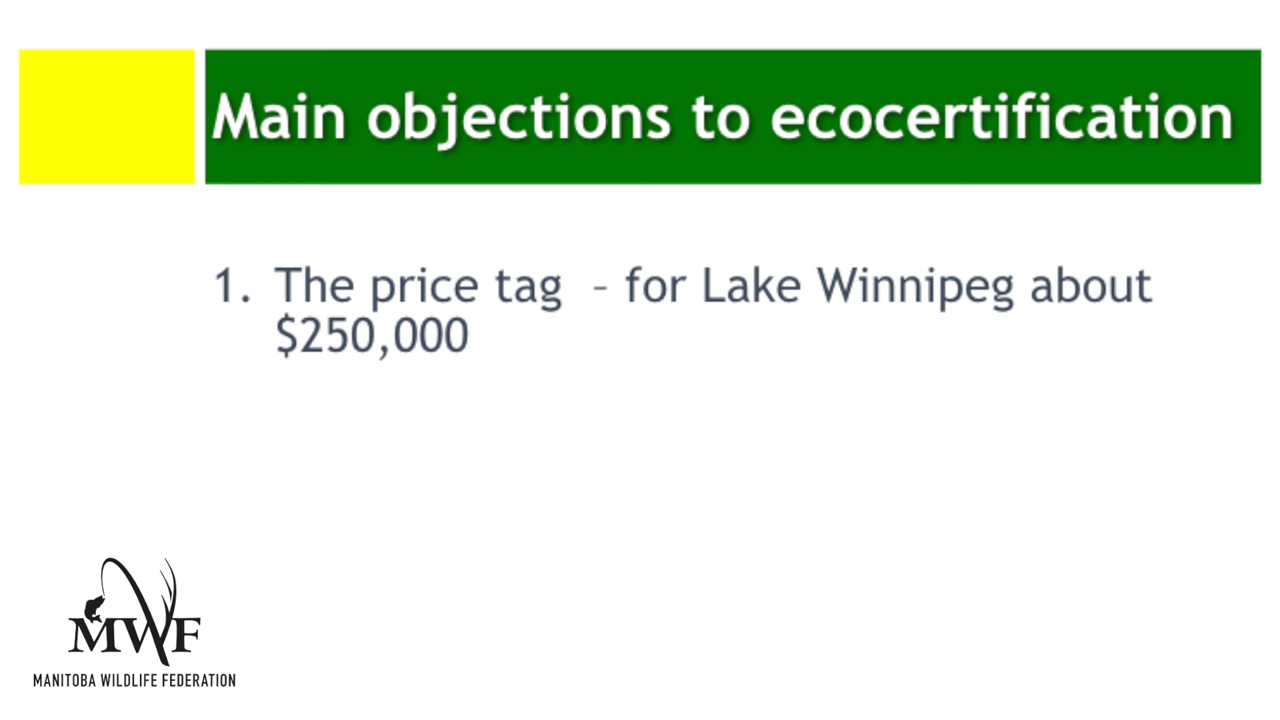 Main objections to ecocertification
1. The price tag – for Lake Winnipeg about
$250,000
MWF
MANITOBA WILDLIFE FEDERATION